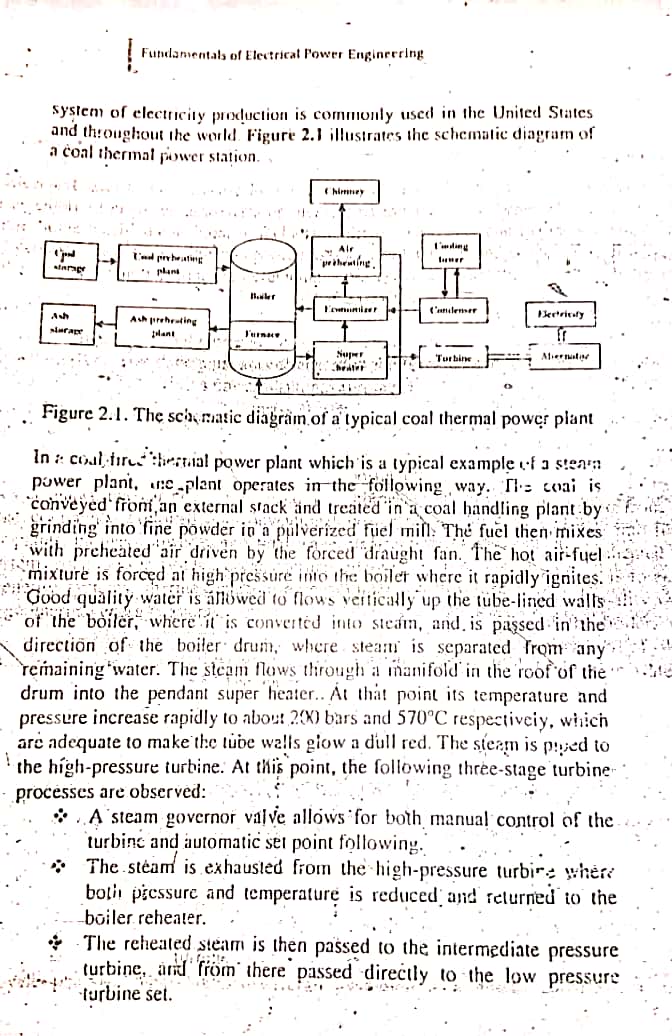 Fundamentals of Electrical Power Engineering
system of electricity production is commonly used in the United States
and throughout the world. Figure 2.1 illustrates the schematic diagram of
a coal thermal power station.
Chimney
Coal storage
Coal preheating plant
Boiler
Air preheating
Cooling tower
Ash storage
Ash preheating plant
Furnace
Economizer
Condenser
Electricity
Super heater
Turbine
Alternator
Figure 2.1. The schematic diagram of a typical coal thermal power plant
In a coal-fired thermal power plant which is a typical example of a steam
power plant, the plant operates in the following way. The coal is
conveyed from an external stack and treated in a coal handling plant by
grinding into fine powder in a pulverized fuel mill. The fuel then mixes
with preheated air driven by the forced draught fan. The hot air-fuel
mixture is forced at high pressure into the boiler where it rapidly ignites.
Good quality water is allowed to flows vertically up the tube-lined walls
of the boiler, where it is converted into steam, and is passed in the
direction of the boiler drum, where steam is separated from any
remaining water. The steam flows through a manifold in the roof of the
drum into the pendant super heater.. At that point its temperature and
pressure increase rapidly to about 200 bars and 570°C respectively, which
are adequate to make the tube walls glow a dull red. The steam is piped to
the high-pressure turbine. At this point, the following three-stage turbine
processes are observed:
❖ A steam governor valve allows for both manual control of the
turbine and automatic set point following.
❖ The steam is exhausted from the high-pressure turbine where
both pressure and temperature is reduced and returned to the
boiler reheater.
❖ The reheated steam is then passed to the intermediate pressure
turbine, and from there passed directly to the low pressure
turbine set.